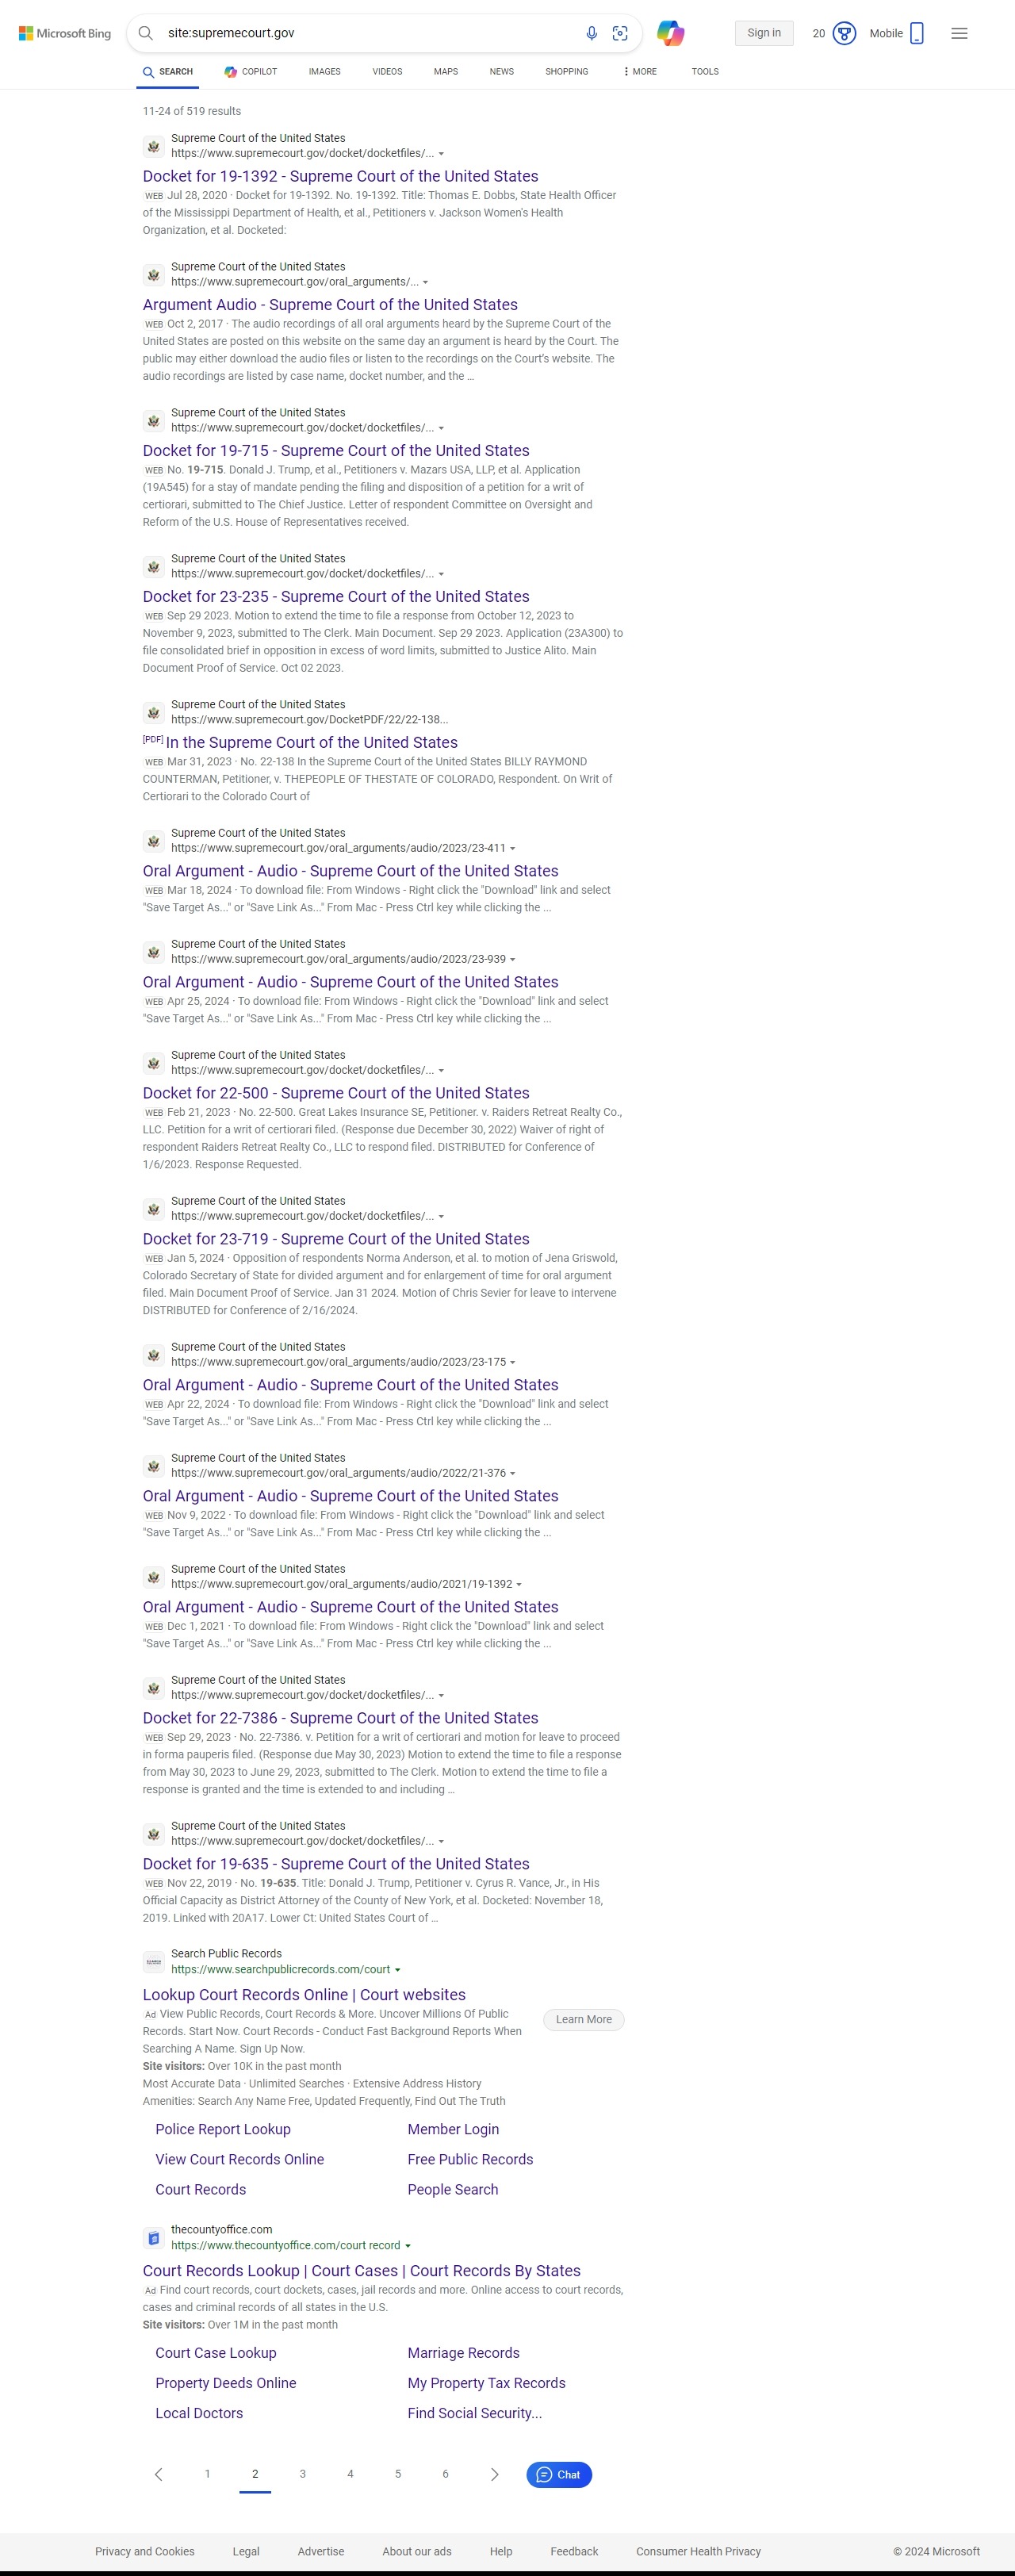 Microsoft Bing
site:supremecourt.gov
Sign in
20
Mobile
SEARCH
COPILOT
IMAGES
VIDEOS
MAPS
NEWS
SHOPPING
MORE
TOOLS
11-24 of 519 results
Supreme Court of the United States
https://www.supremecourt.gov/docket/docketfiles/...
Docket for 19-1392 - Supreme Court of the United States
WEB Jul 28, 2020 · Docket for 19-1392. No. 19-1392. Title: Thomas E. Dobbs, State Health Officer
of the Mississippi Department of Health, et al., Petitioners v. Jackson Women's Health
Organization, et al. Docketed:
Supreme Court of the United States
https://www.supremecourt.gov/oral_arguments/...
Argument Audio - Supreme Court of the United States
WEB Oct 2, 2017 · The audio recordings of all oral arguments heard by the Supreme Court of the
United States are posted on this website on the same day an argument is heard by the Court. The
public may either download the audio files or listen to the recordings on the Court's website. The
audio recordings are listed by case name, docket number, and the …
Supreme Court of the United States
https://www.supremecourt.gov/docket/docketfiles/...
Docket for 19-715 - Supreme Court of the United States
WEB No. 19-715. Donald J. Trump, et al., Petitioners v. Mazars USA, LLP, et al. Application
(19A545) for a stay of mandate pending the filing and disposition of a petition for a writ of
certiorari, submitted to The Chief Justice. Letter of respondent Committee on Oversight and
Reform of the U.S. House of Representatives received.
Supreme Court of the United States
https://www.supremecourt.gov/docket/docketfiles/...
Docket for 23-235 - Supreme Court of the United States
WEB Sep 29 2023. Motion to extend the time to file a response from October 12, 2023 to
November 9, 2023, submitted to The Clerk. Main Document. Sep 29 2023. Application (23A300) to
file consolidated brief in opposition in excess of word limits, submitted to Justice Alito. Main
Document Proof of Service. Oct 02 2023.
Supreme Court of the United States
https://www.supremecourt.gov/DocketPDF/22/22-138...
[PDF] In the Supreme Court of the United States
WEB Mar 31, 2023 · No. 22-138 In the Supreme Court of the United States BILLY RAYMOND
COUNTERMAN, Petitioner, v. THEPEOPLE OF THESTATE OF COLORADO, Respondent. On Writ of
Certiorari to the Colorado Court of
Supreme Court of the United States
https://www.supremecourt.gov/oral_arguments/audio/2023/23-411
Oral Argument - Audio - Supreme Court of the United States
WEB Mar 18, 2024 · To download file: From Windows - Right click the "Download" link and select
"Save Target As..." or "Save Link As..." From Mac - Press Ctrl key while clicking the ...
Supreme Court of the United States
https://www.supremecourt.gov/oral_arguments/audio/2023/23-939
Oral Argument - Audio - Supreme Court of the United States
WEB Apr 25, 2024 · To download file: From Windows - Right click the "Download" link and select
"Save Target As..." or "Save Link As..." From Mac - Press Ctrl key while clicking the ...
Supreme Court of the United States
https://www.supremecourt.gov/docket/docketfiles/...
Docket for 22-500 - Supreme Court of the United States
WEB Feb 21, 2023 · No. 22-500. Great Lakes Insurance SE, Petitioner. v. Raiders Retreat Realty Co.,
LLC. Petition for a writ of certiorari filed. (Response due December 30, 2022) Waiver of right of
respondent Raiders Retreat Realty Co., LLC to respond filed. DISTRIBUTED for Conference of
1/6/2023. Response Requested.
Supreme Court of the United States
https://www.supremecourt.gov/docket/docketfiles/...
Docket for 23-719 - Supreme Court of the United States
WEB Jan 5, 2024 · Opposition of respondents Norma Anderson, et al. to motion of Jena Griswold,
Colorado Secretary of State for divided argument and for enlargement of time for oral argument
filed. Main Document Proof of Service. Jan 31 2024. Motion of Chris Sevier for leave to intervene
DISTRIBUTED for Conference of 2/16/2024.
Supreme Court of the United States
https://www.supremecourt.gov/oral_arguments/audio/2023/23-175
Oral Argument - Audio - Supreme Court of the United States
WEB Apr 22, 2024 · To download file: From Windows - Right click the "Download" link and select
"Save Target As..." or "Save Link As..." From Mac - Press Ctrl key while clicking the ...
Supreme Court of the United States
https://www.supremecourt.gov/oral_arguments/audio/2022/21-376
Oral Argument - Audio - Supreme Court of the United States
WEB Nov 9, 2022 · To download file: From Windows - Right click the "Download" link and select
"Save Target As..." or "Save Link As..." From Mac - Press Ctrl key while clicking the ...
Supreme Court of the United States
https://www.supremecourt.gov/oral_arguments/audio/2021/19-1392
Oral Argument - Audio - Supreme Court of the United States
WEB Dec 1, 2021 · To download file: From Windows - Right click the "Download" link and select
"Save Target As..." or "Save Link As..." From Mac - Press Ctrl key while clicking the ...
Supreme Court of the United States
https://www.supremecourt.gov/docket/docketfiles/...
Docket for 22-7386 - Supreme Court of the United States
WEB Sep 29, 2023 · No. 22-7386. v. Petition for a writ of certiorari and motion for leave to proceed
in forma pauperis filed. (Response due May 30, 2023) Motion to extend the time to file a response
from May 30, 2023 to June 29, 2023, submitted to The Clerk. Motion to extend the time to file a
response is granted and the time is extended to and including …
Supreme Court of the United States
https://www.supremecourt.gov/docket/docketfiles/...
Docket for 19-635 - Supreme Court of the United States
WEB Nov 22, 2019 · No. 19-635. Title: Donald J. Trump, Petitioner v. Cyrus R. Vance, Jr., in His
Official Capacity as District Attorney of the County of New York, et al. Docketed: November 18,
2019. Linked with 20A17. Lower Ct: United States Court of …
Search Public Records
https://www.searchpublicrecords.com/court
Lookup Court Records Online | Court websites
Ad View Public Records, Court Records & More. Uncover Millions Of Public
Records. Start Now. Court Records - Conduct Fast Background Reports When
Searching A Name. Sign Up Now.
Learn More
Site visitors: Over 10K in the past month
Most Accurate Data · Unlimited Searches · Extensive Address History
Amenities: Search Any Name Free, Updated Frequently, Find Out The Truth
Police Report Lookup
Member Login
View Court Records Online
Free Public Records
Court Records
People Search
thecountyoffice.com
https://www.thecountyoffice.com/court record
Court Records Lookup | Court Cases | Court Records By States
Ad Find court records, court dockets, cases, jail records and more. Online access to court records,
cases and criminal records of all states in the U.S.
Site visitors: Over 1M in the past month
Court Case Lookup
Marriage Records
Property Deeds Online
My Property Tax Records
Local Doctors
Find Social Security...
1
2
3
4
5
6
Chat
Privacy and Cookies
Legal
Advertise
About our ads
Help
Feedback
Consumer Health Privacy
© 2024 Microsoft